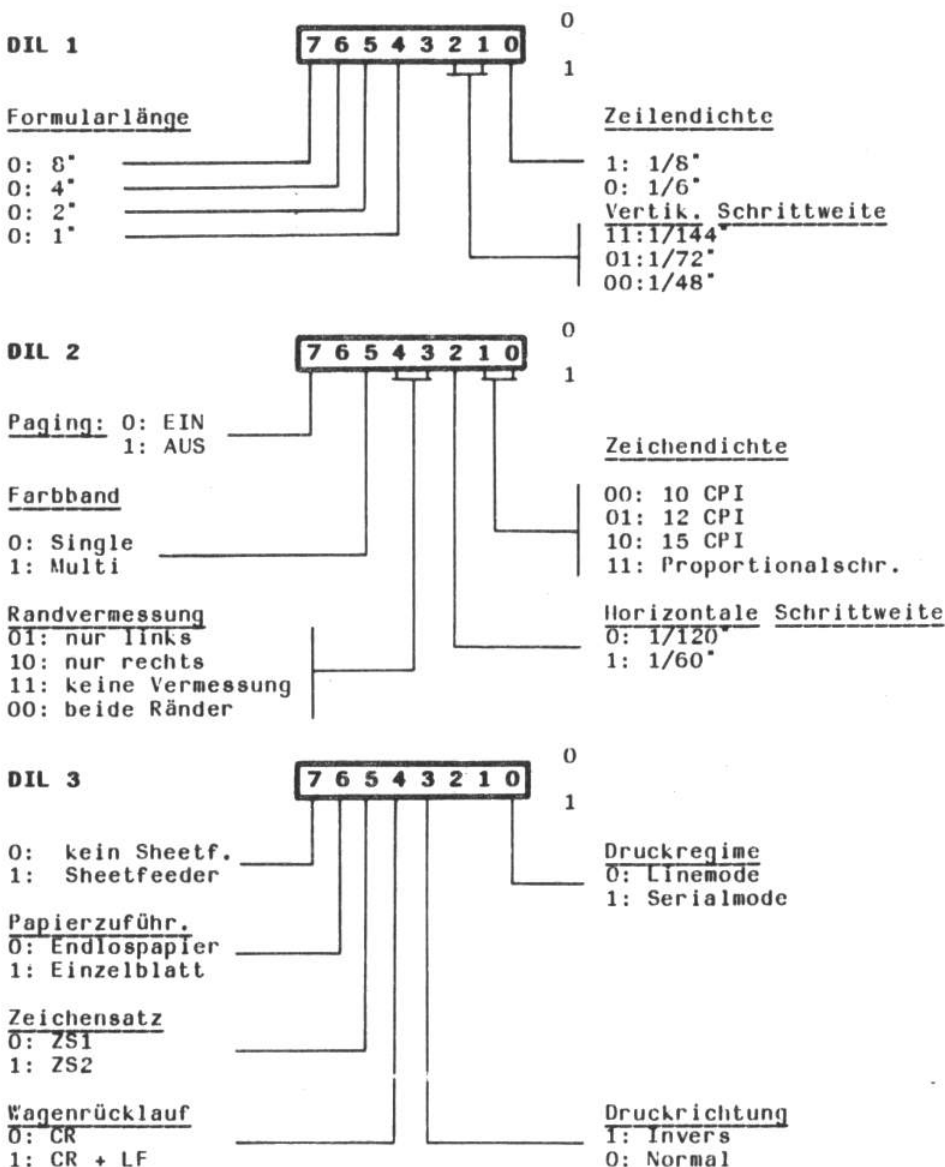 0
DIL 1 7 6 5 4 3 2 1 0
1
Formularlänge Zeilendichte
0: 8" 1: 1/8"
0: 4" 0: 1/6"
0: 2" Vertik. Schrittweite
0: 1" 11:1/144"
01:1/72"
00:1/48"
0
DIL 2 7 6 5 4 3 2 1 0
1
Paging: 0: EIN
1: AUS Zeichendichte
Farbband 00: 10 CPI
01: 12 CPI
0: Single 10: 15 CPI
1: Multi 11: Proportionalschr.
Randvermessung Horizontale Schrittweite
01: nur links 0: 1/120"
10: nur rechts 1: 1/60"
11: keine Vermessung
00: beide Ränder
0
DIL 3 7 6 5 4 3 2 1 0
1
0: kein Sheetf. Druckregime
1: Sheetfeeder 0: Linemode
1: Serialmode
Papierzuführ.
0: Endlospapier
1: Einzelblatt
Zeichensatz
0: ZS1
1: ZS2
Wagenrücklauf Druckrichtung
0: CR 1: Invers
1: CR + LF 0: Normal